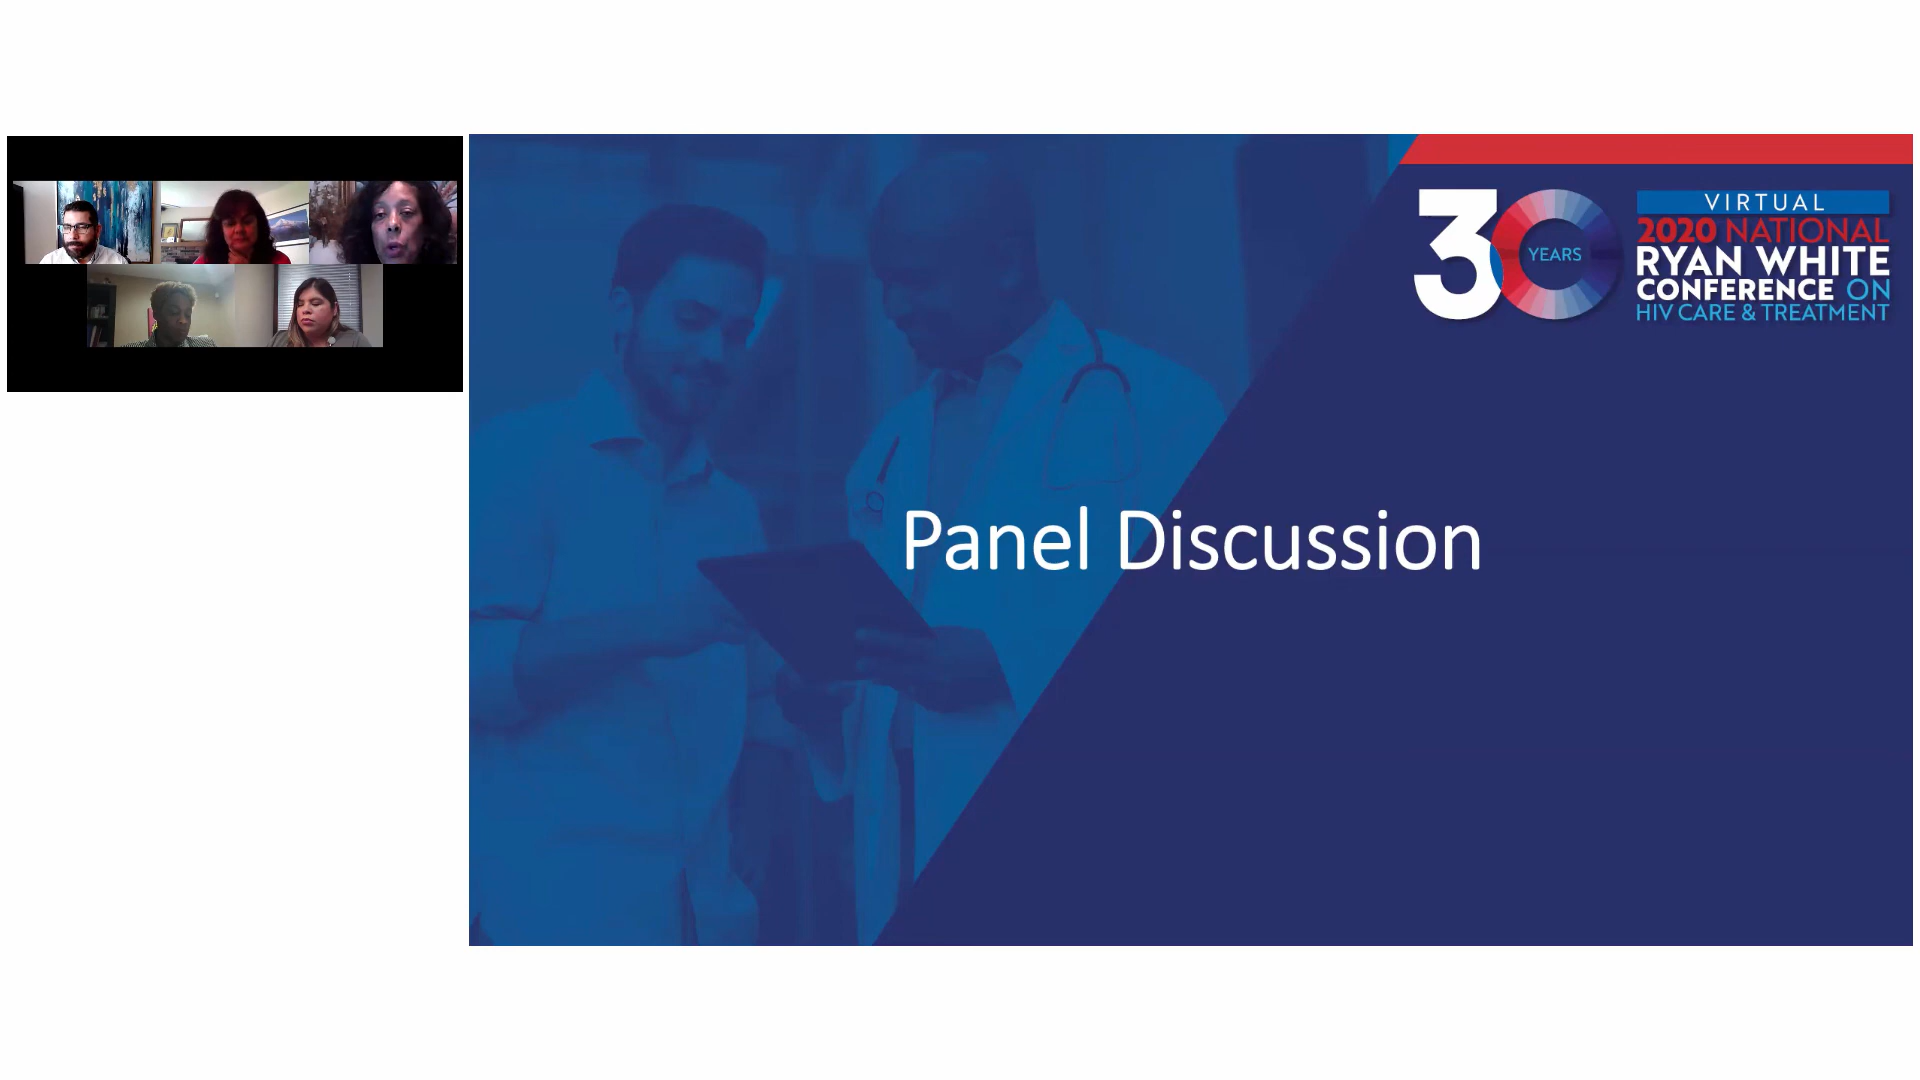 30 YEARS
VIRTUAL
2020 NATIONAL
RYAN WHITE
CONFERENCE ON
HIV CARE & TREATMENT
Panel Discussion